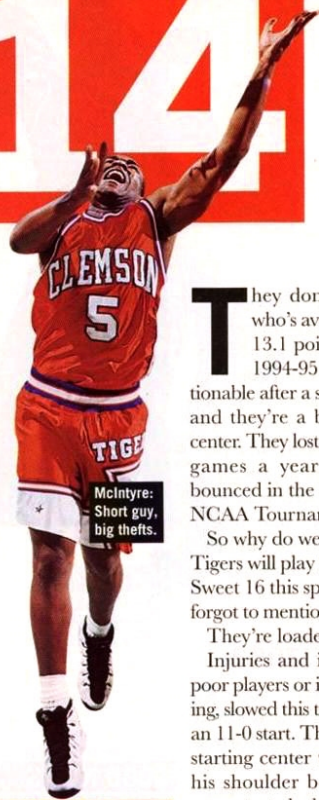 14
CLEMSON
5
TIGE
McIntyre:
Short guy,
big thefts.
They don
who's av
13.1 poi
1994-95
tionable after a s
and they're a b
center. They lost
games a year
bounced in the
NCAA Tournar
So why do we
Tigers will play
Sweet 16 this sp
forgot to mentio
They're loade
Injuries and i
poor players or i
ing, slowed this t
an 11-0 start. Th
starting center
his shoulder b